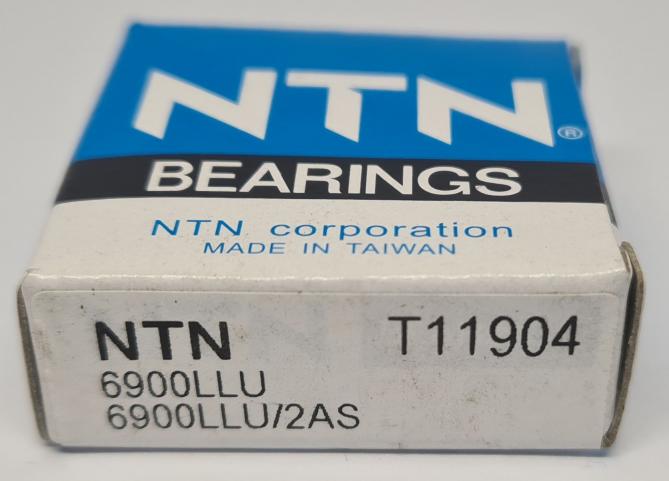 NTN®
BEARINGS
NTN corporation
MADE IN TAIWAN
NTN T11904
6900LLU
6900LLU/2AS